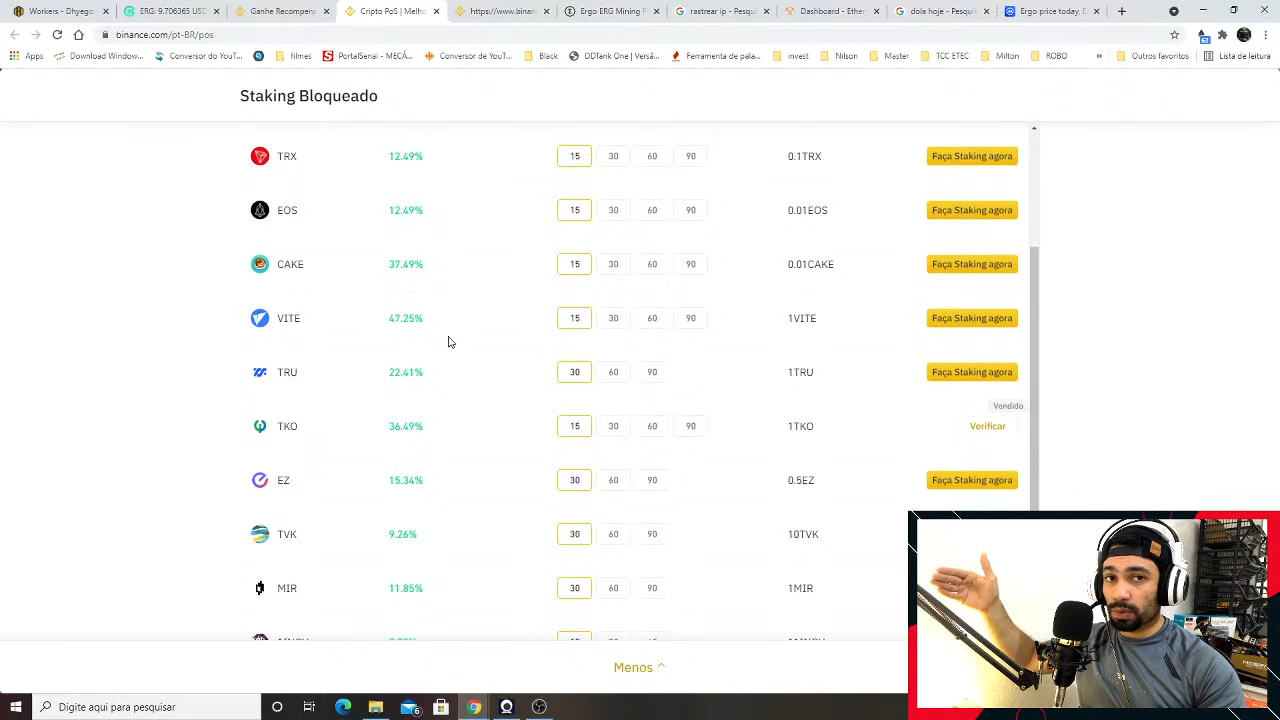 Workers - Dhyego
ERG: 9.706365 USD
Ganhe Recompens
Cripto PoS | Melho
https://www.binan
Ergo ERG Mining P
rastrear ip - Pesqui
Dashboard - Ether
dola hoje - Pesquis
Ergo price today, E
binance.com/pt-BR/pos
63
Apps
Download Window...
Conversor do YouT...
filmes
PortalSenai – MECÂ...
Conversor de YouT...
Black
DDTank One | Versã...
Ferramenta de pala...
invest
Nilson
Master
TCC ETEC
Milton
ROBO
»
Outros favoritos
Lista de leitura
Staking Bloqueado
TRX 12.49% 15 30 60 90 0.1TRX Faça Staking agora
EOS 12.49% 15 30 60 90 0.01EOS Faça Staking agora
CAKE 37.49% 15 30 60 90 0.01CAKE Faça Staking agora
VITE 47.25% 15 30 60 90 1VITE Faça Staking agora
TRU 22.41% 30 60 90 1TRU Faça Staking agora
Vendido
TKO 36.49% 15 30 60 90 1TKO Verificar
EZ 15.34% 30 60 90 0.5EZ Faça Staking agora
TVK 9.26% 30 60 90 10TVK
MIR 11.85% 30 60 90 1MIR
Menos
Digite aqui para pesquisar
6